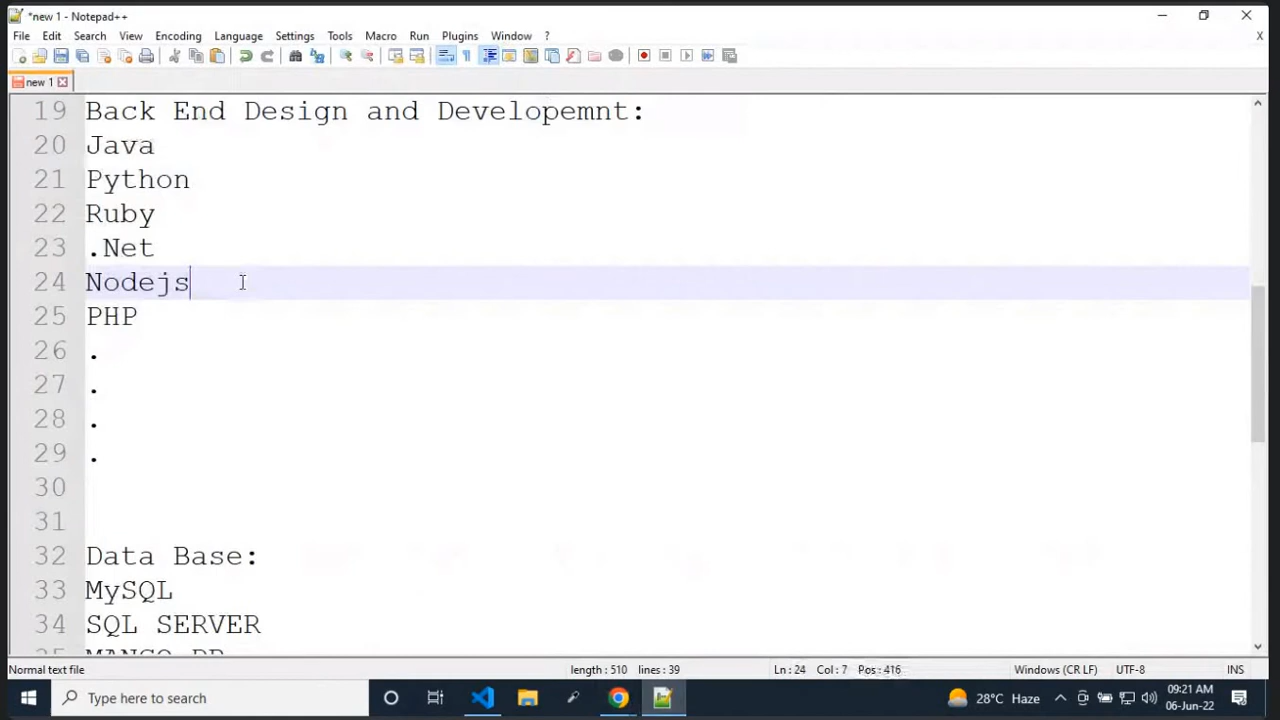 *new 1 - Notepad++
File Edit Search View Encoding Language Settings Tools Macro Run Plugins Window ? X
new 1
19 Back End Design and Developemnt:
20 Java
21 Python
22 Ruby
23 .Net
24 Nodejs
25 PHP
26 .
27 .
28 .
29 .
30
31
32 Data Base:
33 MySQL
34 SQL SERVER
Normal text file length : 510 lines : 39 Ln : 24 Col : 7 Pos : 416 Windows (CR LF) UTF-8 INS
Type here to search 28°C Haze 09:21 AM
06-Jun-22